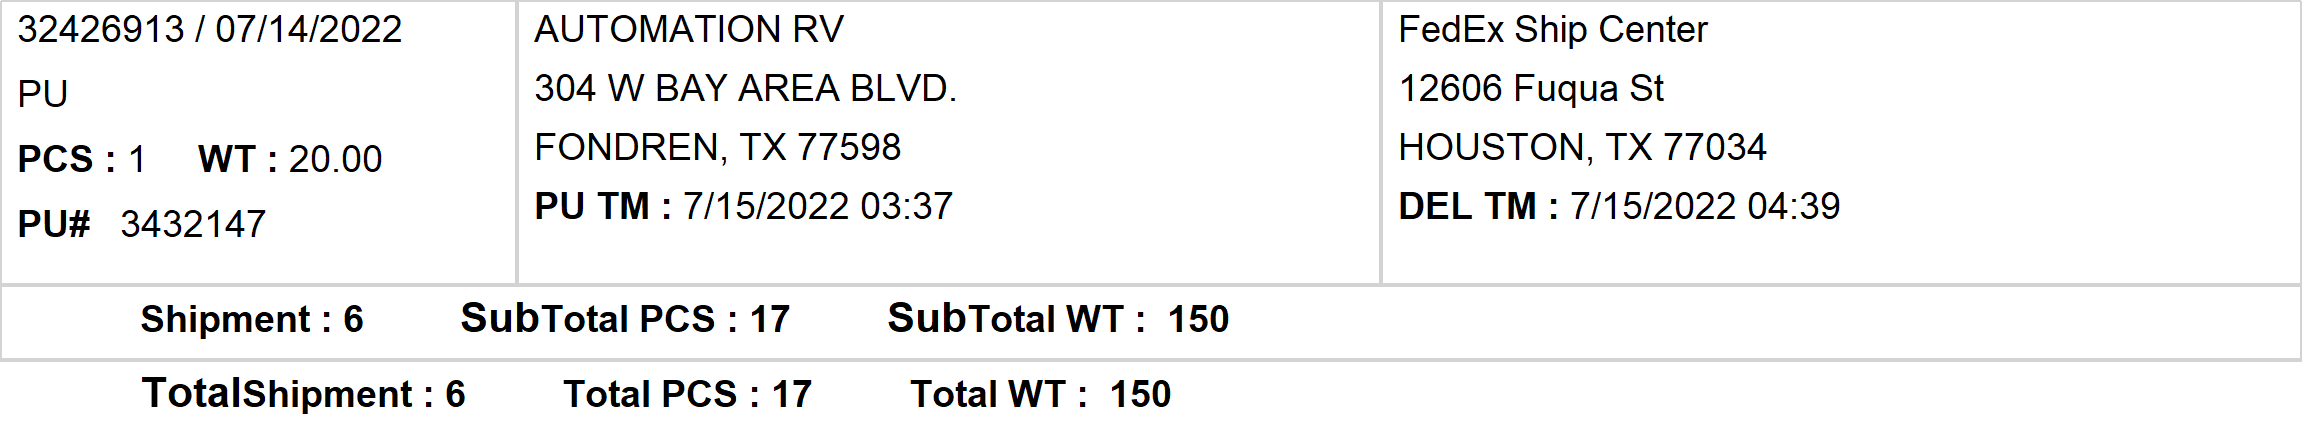 32426913 / 07/14/2022
PU
PCS : 1 WT : 20.00
PU# 3432147
AUTOMATION RV
304 W BAY AREA BLVD.
FONDREN, TX 77598
PU TM : 7/15/2022 03:37
FedEx Ship Center
12606 Fuqua St
HOUSTON, TX 77034
DEL TM : 7/15/2022 04:39
Shipment : 6 SubTotal PCS : 17 SubTotal WT : 150
TotalShipment : 6 Total PCS : 17 Total WT : 150